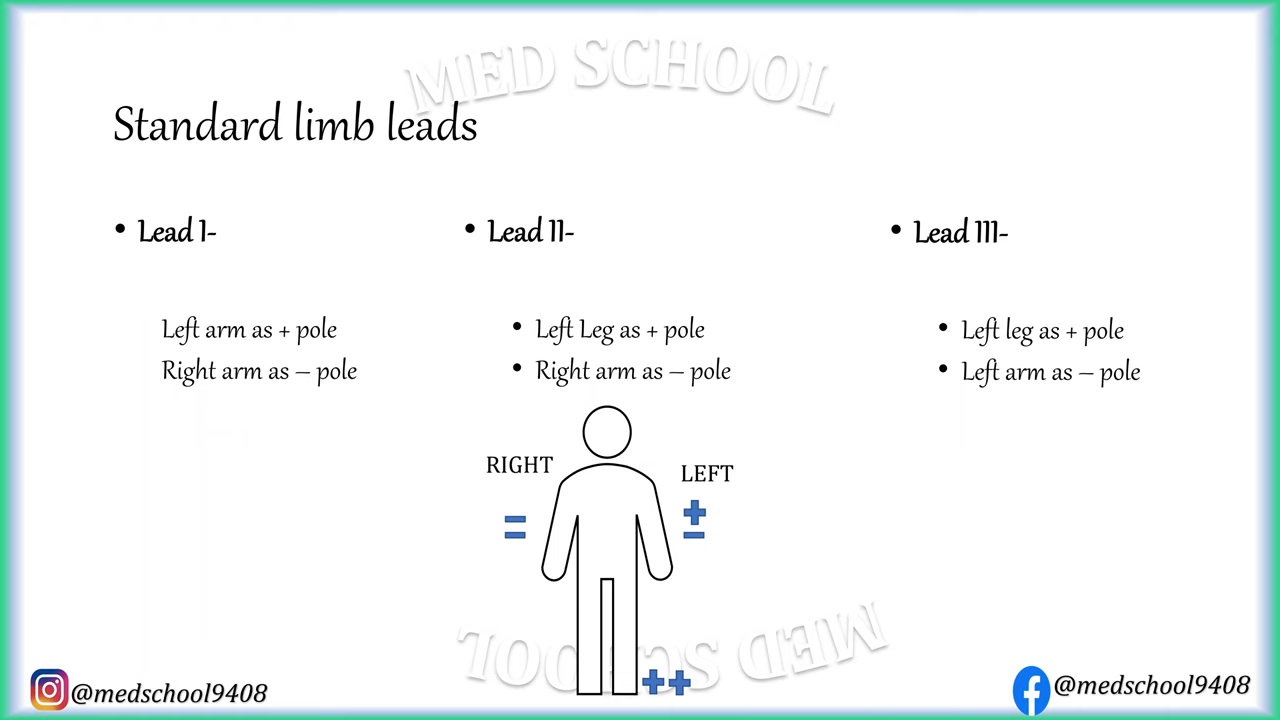 MED SCHOOL
Standard limb leads
• Lead I-
Left arm as + pole
Right arm as – pole
• Lead II-
• Left Leg as + pole
• Right arm as – pole
• Lead III-
• Left leg as + pole
• Left arm as – pole
RIGHT
LEFT
MED SCHOOL
@medschool9408
@medschool9408